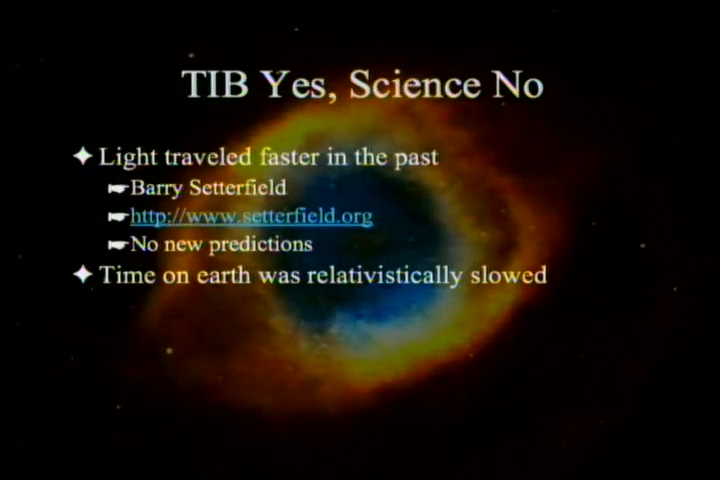 TIB Yes, Science No
Light traveled faster in the past
Barry Setterfield
http://www.setterfield.org
No new predictions
Time on earth was relativistically slowed